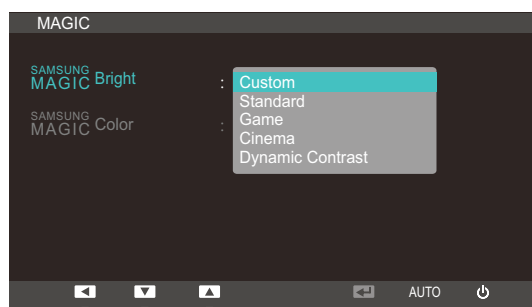 MAGIC
SAMSUNG
MAGIC Bright : Custom
Standard
Game
Cinema
Dynamic Contrast
SAMSUNG
MAGIC Color :
AUTO